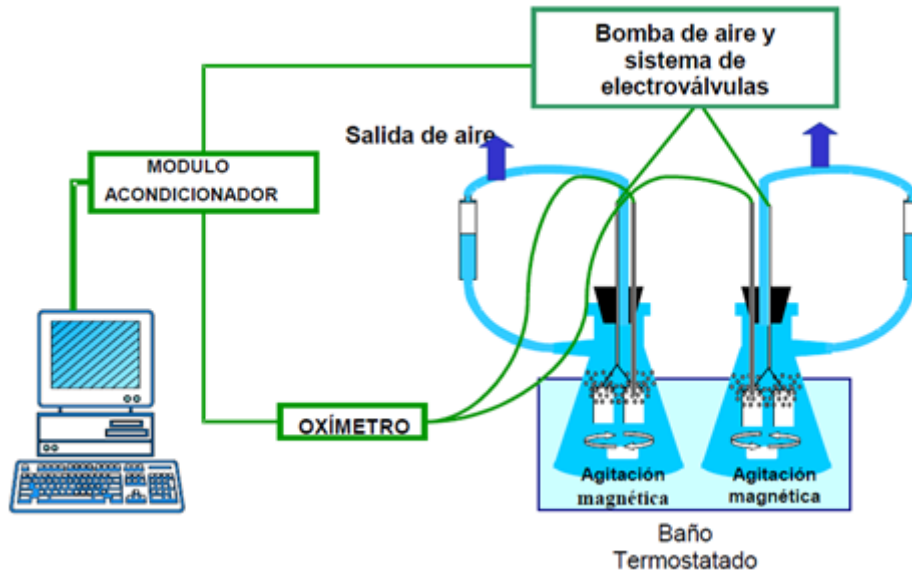 Bomba de aire y
sistema de
electroválvulas
Salida de aire
MODULO
ACONDICIONADOR
OXÍMETRO
Agitación
magnética
Agitación
magnética
Baño
Termostatado